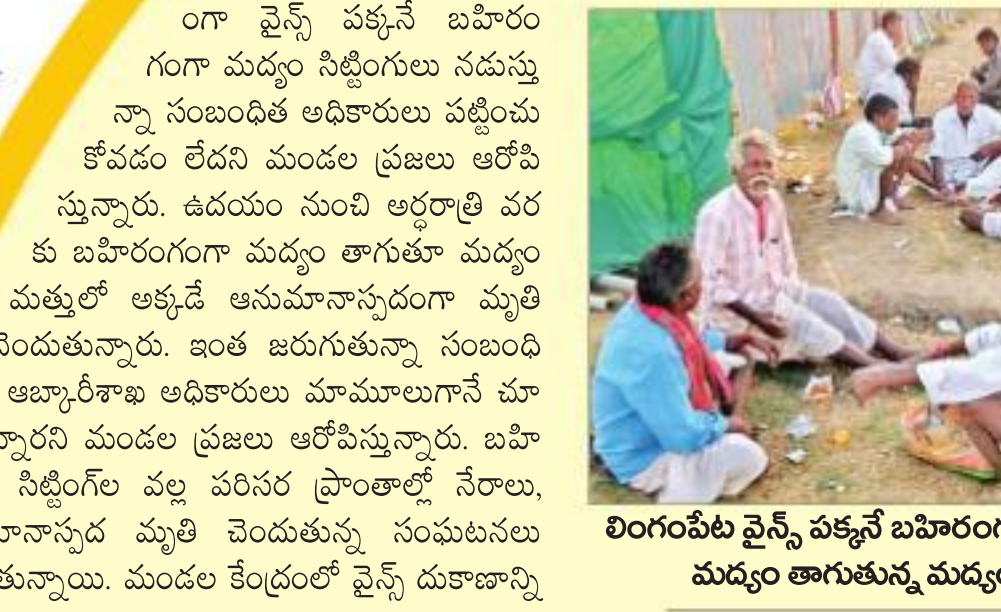 ంగా వైన్స్ పక్కనే బహిరం
గంగా మద్యం సిట్టింగులు నడుస్తు
న్నా సంబంధిత అధికారులు పట్టించు
కోవడం లేదని మండల ప్రజలు ఆరోపి
స్తున్నారు. ఉదయం నుంచి అర్ధరాత్రి వర
కు బహిరంగంగా మద్యం తాగుతూ మద్యం
మత్తులో అక్కడే ఆనుమానాస్పదంగా మృతి
చెందుతున్నారు. ఇంత జరుగుతున్నా సంబంధి
ఆబ్కారీశాఖ అధికారులు మామూలుగానే చూ
న్నారని మండల ప్రజలు ఆరోపిస్తున్నారు. బహి
సిట్టింగ్‌ల వల్ల పరిసర ప్రాంతాల్లో నేరాలు,
మానాస్పద మృతి చెందుతున్న సంఘటనలు
తున్నాయి. మండల కేంద్రంలో వైన్స్ దుకాణాన్ని
లింగంపేట వైన్స్ పక్కనే బహిరంగ
మద్యం తాగుతున్న మద్యం